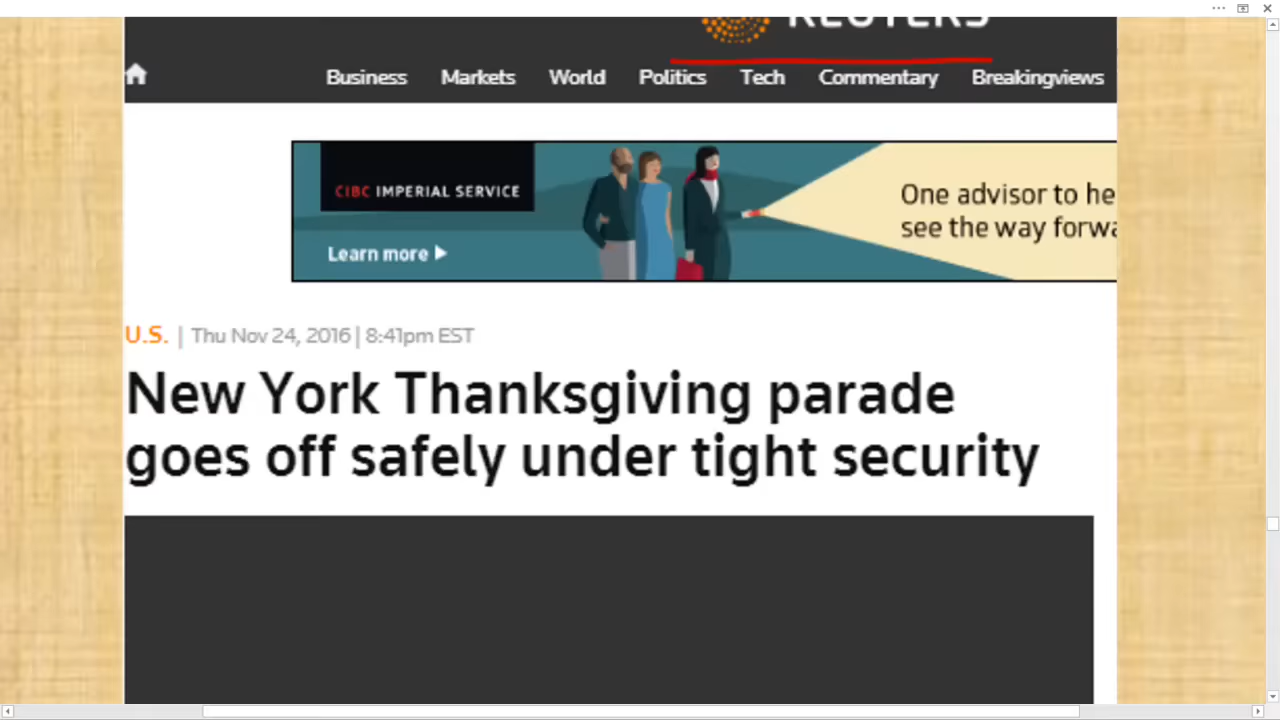 REUTERS
Business Markets World Politics Tech Commentary Breakingviews
CIBC IMPERIAL SERVICE
One advisor to he
see the way forwa
Learn more
U.S. | Thu Nov 24, 2016 | 8:41pm EST
New York Thanksgiving parade
goes off safely under tight security